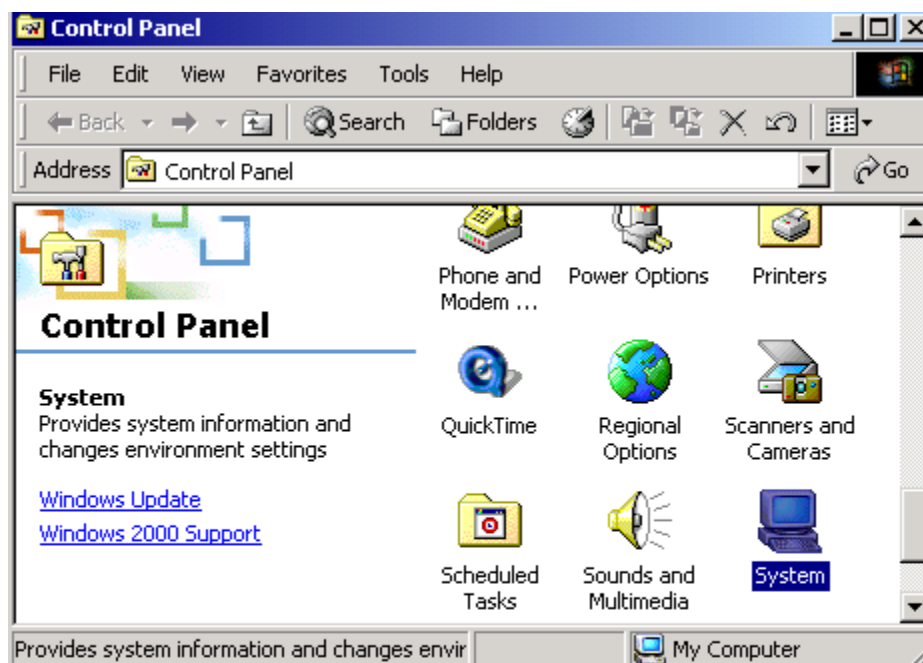 Control Panel
File Edit View Favorites Tools Help
Back Search Folders
Address Control Panel Go
Control Panel
System
Provides system information and
changes environment settings
Windows Update
Windows 2000 Support
Phone and
Modem ...
Power Options
Printers
QuickTime
Regional
Options
Scanners and
Cameras
Scheduled
Tasks
Sounds and
Multimedia
System
Provides system information and changes envir
My Computer